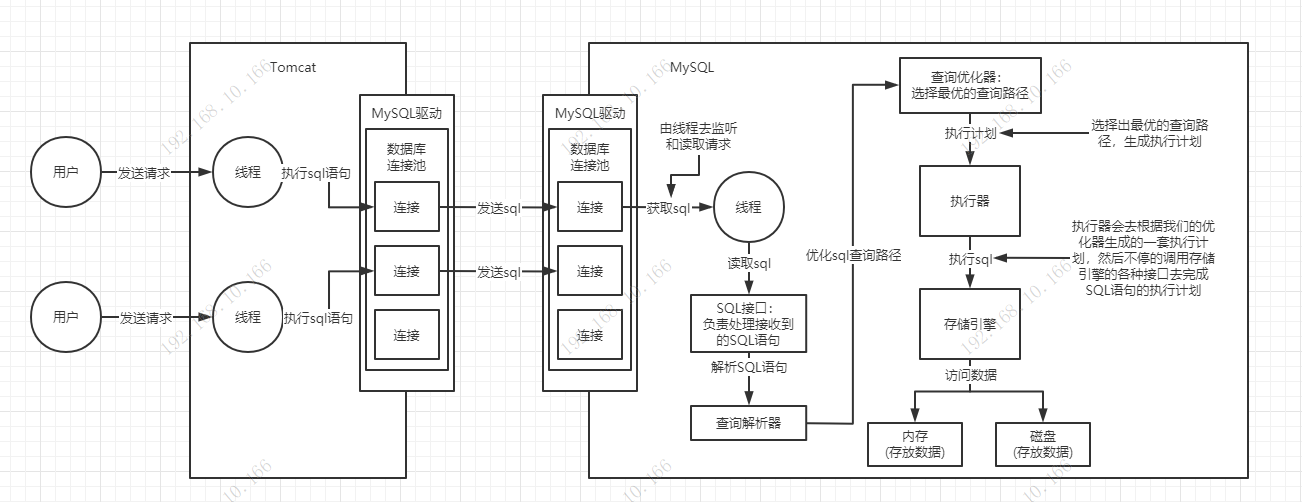 Tomcat
MySQL
用户
发送请求
线程
执行sql语句
用户
发送请求
线程
执行sql语句
MySQL驱动
数据库
连接池
连接
连接
连接
发送sql
发送sql
MySQL驱动
数据库
连接池
连接
连接
连接
由线程去监听
和读取请求
获取sql
线程
读取sql
SQL接口:
负责处理接收到
的SQL语句
解析SQL语句
查询解析器
优化sql查询路径
查询优化器:
选择最优的查询路径
执行计划
选择出最优的查询路
径，生成执行计划
执行器
执行sql
执行器会去根据我们的优
化器生成的一套执行计
划，然后不停的调用存储
引擎的各种接口去完成
SQL语句的执行计划
存储引擎
访问数据
内存
(存放数据)
磁盘
(存放数据)
192.168.10.166
192.168.10.166
192.168.10.166
192.168.10.166
192.168.10.166
192.168.10.166
10.166
10.166
10.166